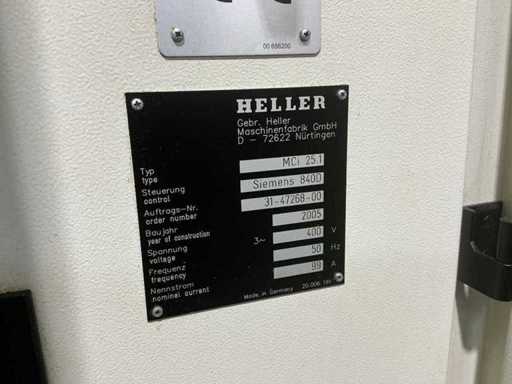 00 686200
HELLER
Gebr. Heller
Maschinenfabrik GmbH
D - 72622 Nürtingen
Typ
type
MCi 25.1
Steuerung
control
Siemens 840D
Auftrags-Nr.
order number
31-47268-00
Baujahr
year of construction
2005
Spannung
voltage
3~ 400 V
Frequenz
frequency
50 Hz
Nennstrom
nominal current
99 A
Made in Germany